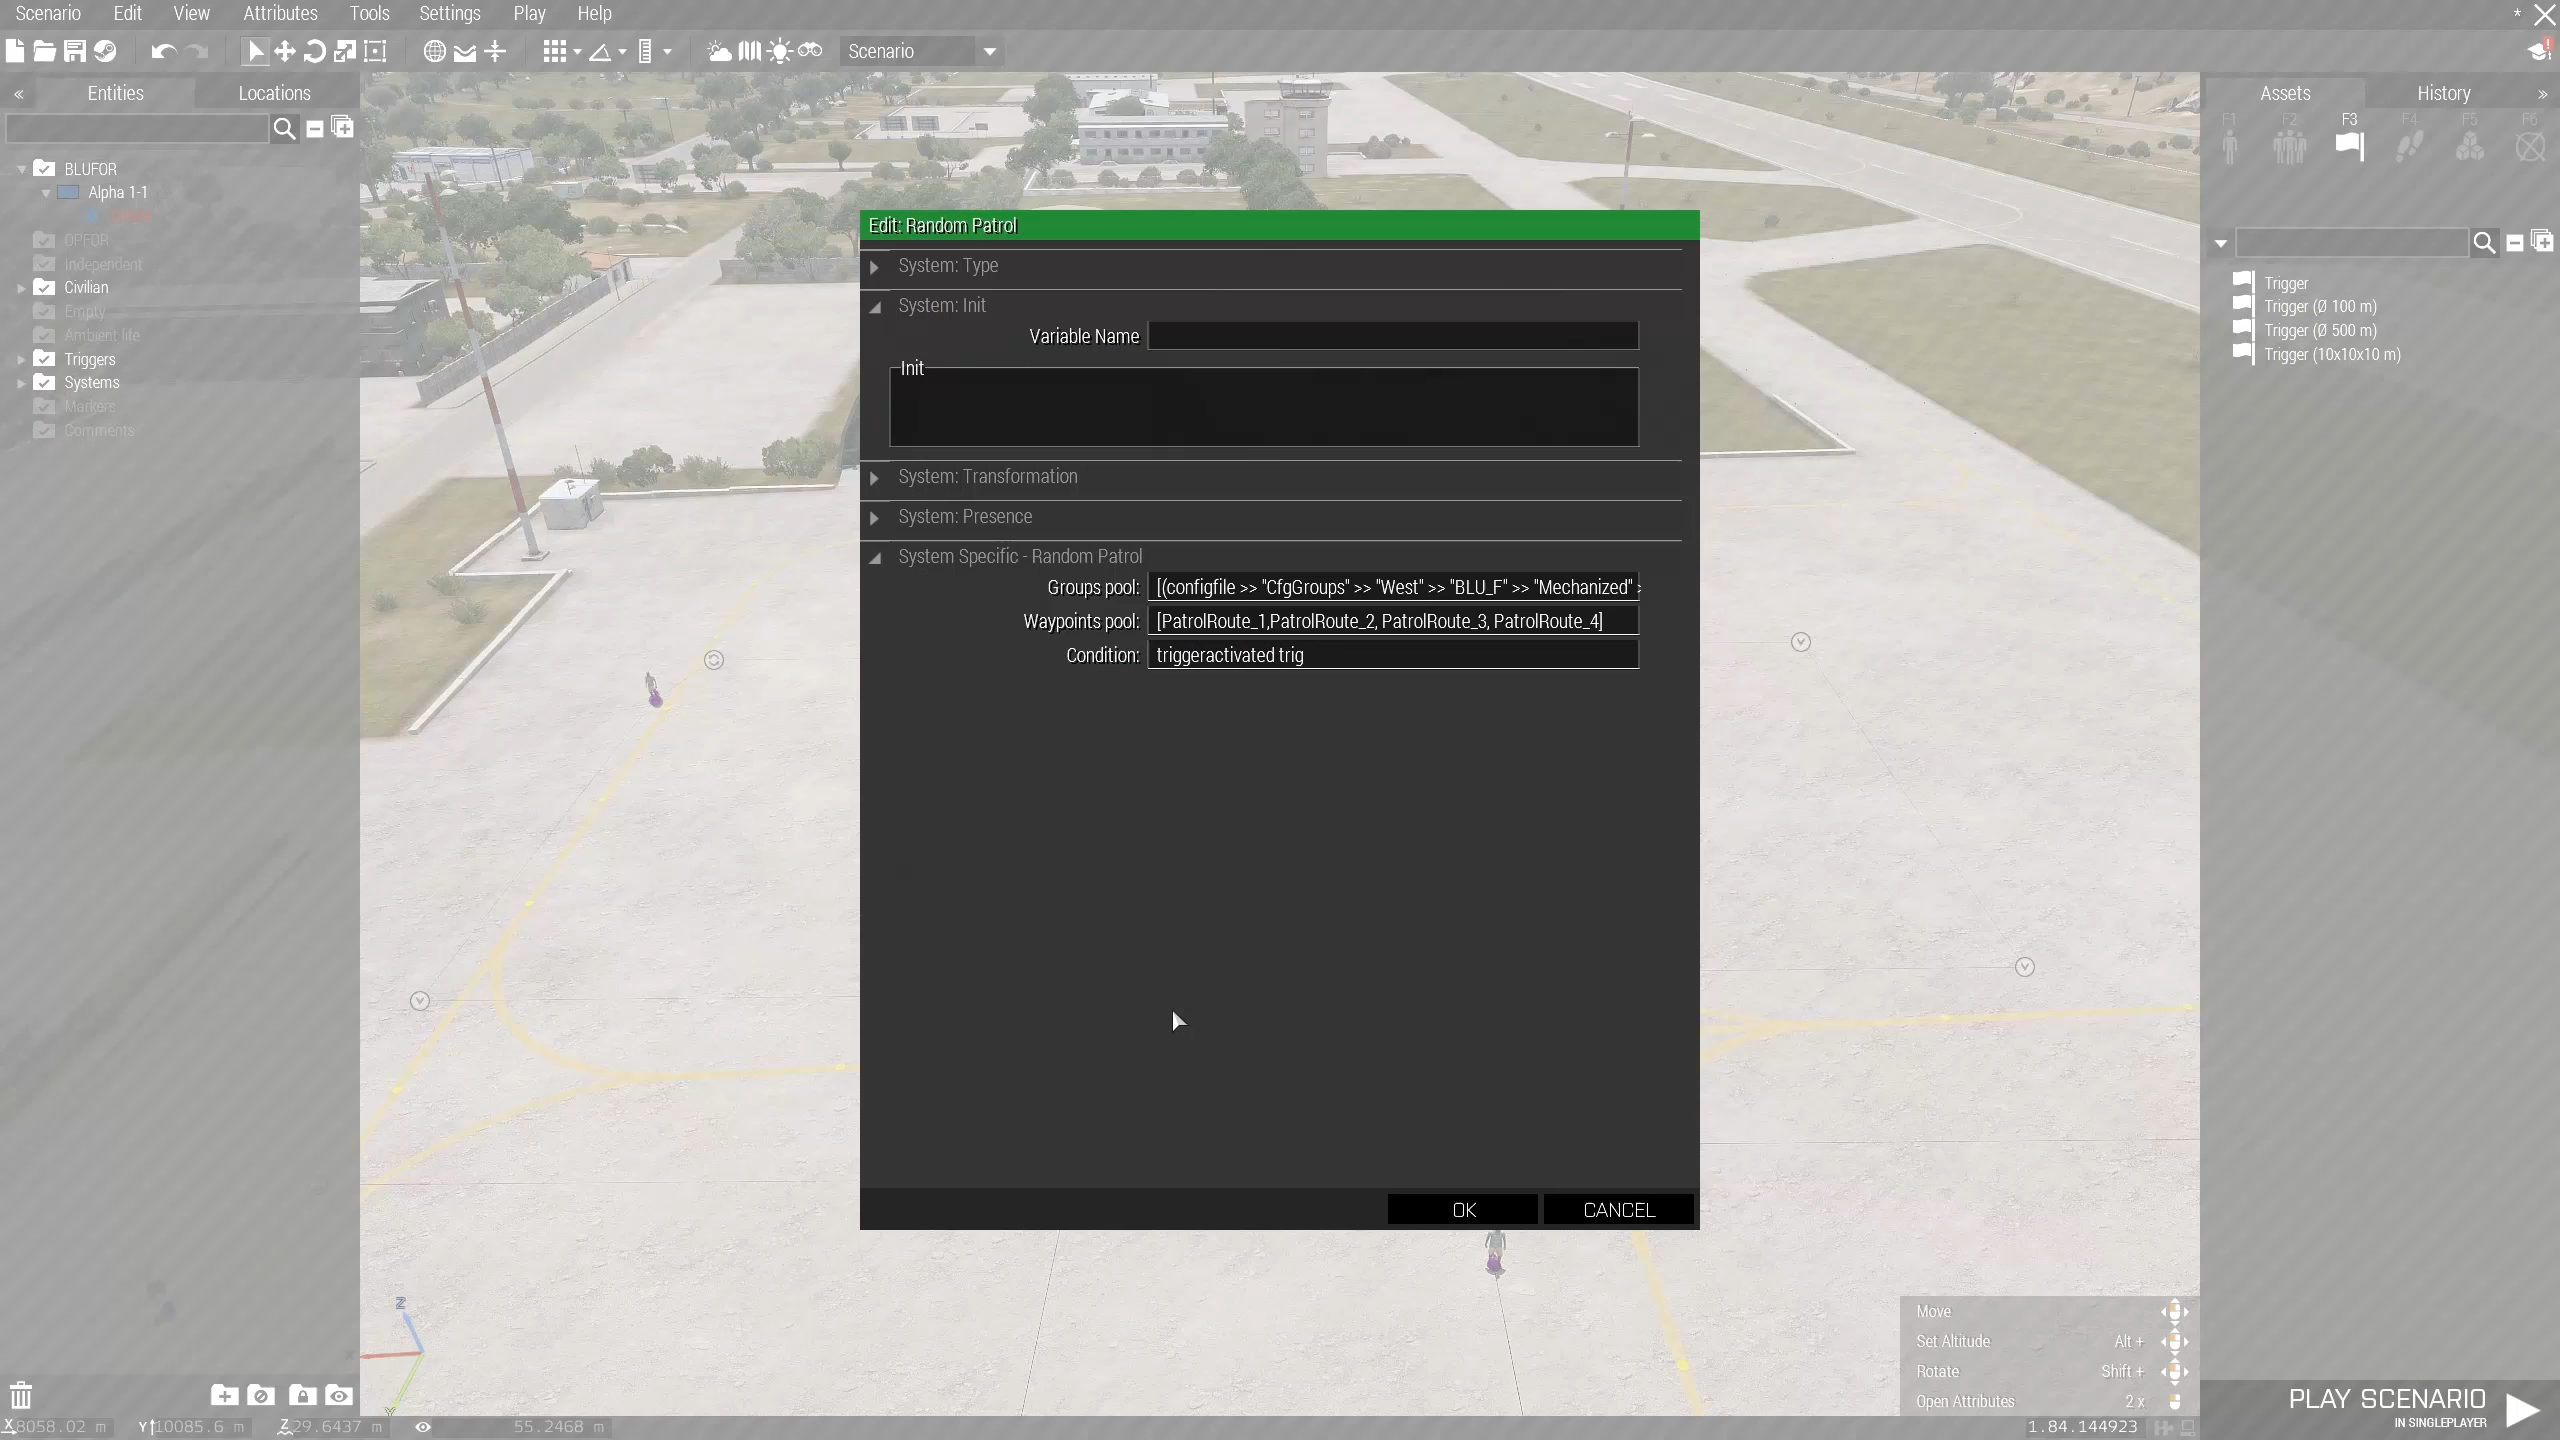 Scenario Edit View Attributes Tools Settings Play Help
*
Scenario
Entities Locations
Assets History
F1 F2 F3 F4 F5 F6
BLUFOR
Alpha 1-1
OPFOR
Independent
Civilian
Empty
Ambient life
Triggers
Systems
Markers
Comments
Edit: Random Patrol
System: Type
System: Init
Variable Name
Init
System: Transformation
System: Presence
System Specific - Random Patrol
Groups pool: [(configfile >> "CfgGroups" >> "West" >> "BLU_F" >> "Mechanized" >
Waypoints pool: [PatrolRoute_1,PatrolRoute_2, PatrolRoute_3, PatrolRoute_4]
Condition: triggeractivated trig
OK CANCEL
Trigger
Trigger (Ø 100 m)
Trigger (Ø 500 m)
Trigger (10x10x10 m)
Z
Y
Move
Set Altitude Alt +
Rotate Shift +
Open Attributes 2 x
X 8058.02 m Y 10085.6 m Z 29.6437 m 55.2468 m
1.84.144923
PLAY SCENARIO
IN SINGLEPLAYER